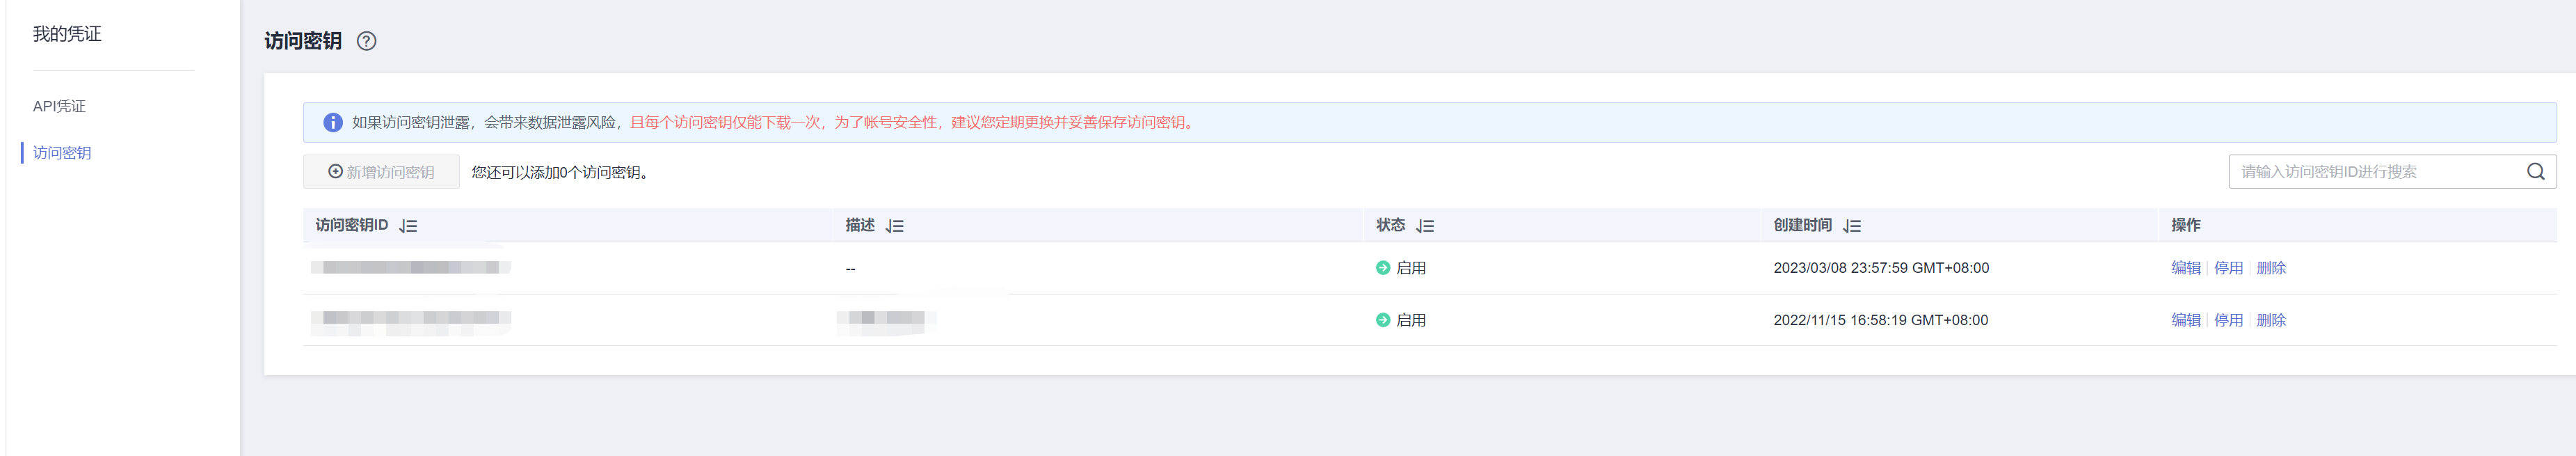 我的凭证
API凭证
访问密钥
访问密钥 ?
如果访问密钥泄露，会带来数据泄露风险，且每个访问密钥仅能下载一次，为了帐号安全性，建议您定期更换并妥善保存访问密钥。
新增访问密钥 您还可以添加0个访问密钥。 请输入访问密钥ID进行搜索
访问密钥ID 描述 状态 创建时间 操作
-- 启用 2023/03/08 23:57:59 GMT+08:00 编辑 停用 删除
启用 2022/11/15 16:58:19 GMT+08:00 编辑 停用 删除